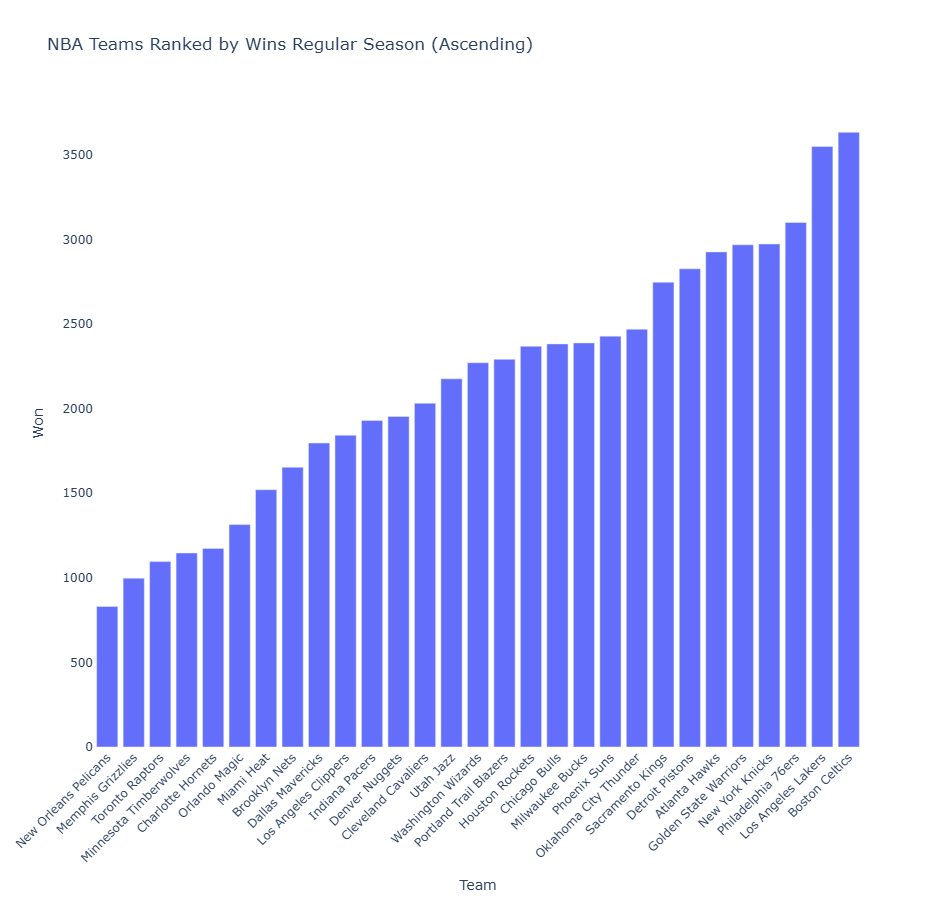 NBA Teams Ranked by Wins Regular Season (Ascending)
3500
3000
2500
2000
1500
1000
500
0
Won
New Orleans Pelicans
Memphis Grizzlies
Toronto Raptors
Minnesota Timberwolves
Charlotte Hornets
Orlando Magic
Miami Heat
Brooklyn Nets
Dallas Mavericks
Los Angeles Clippers
Indiana Pacers
Denver Nuggets
Cleveland Cavaliers
Utah Jazz
Washington Wizards
Portland Trail Blazers
Houston Rockets
Chicago Bulls
Milwaukee Bucks
Phoenix Suns
Oklahoma City Thunder
Sacramento Kings
Detroit Pistons
Atlanta Hawks
Golden State Warriors
New York Knicks
Philadelphia 76ers
Los Angeles Lakers
Boston Celtics
Team